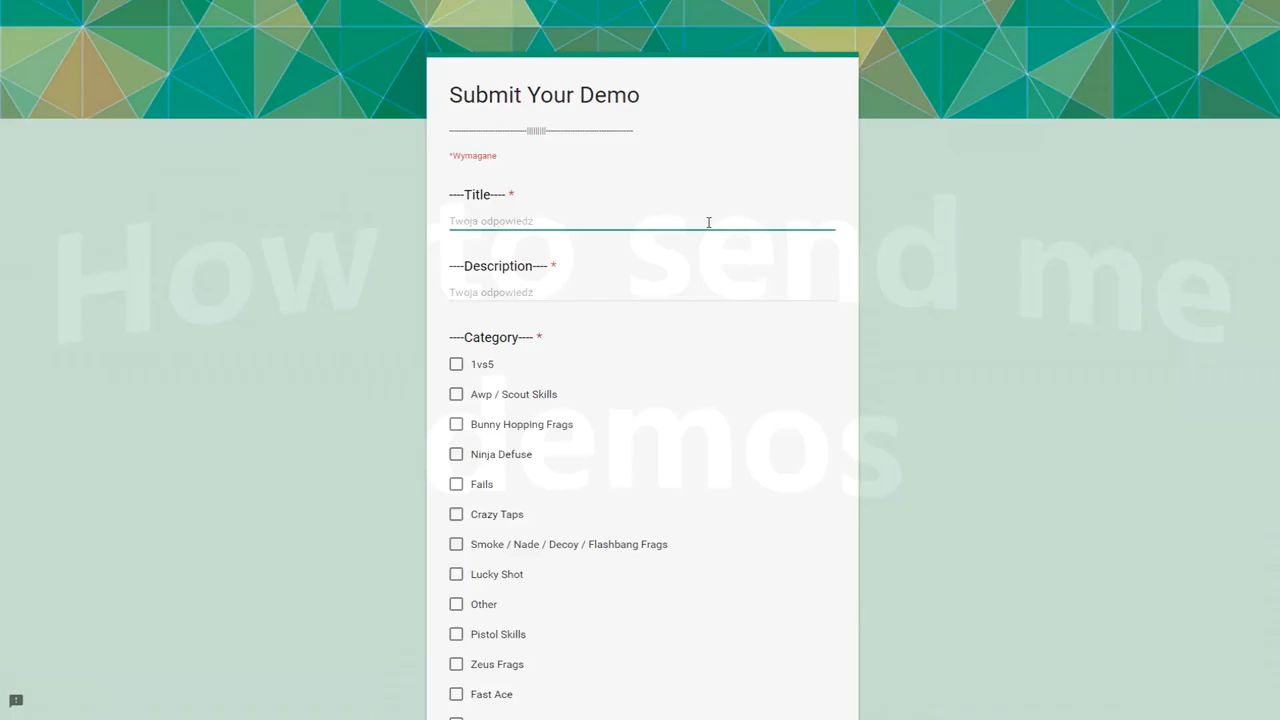 Submit Your Demo
-----------------------------------|||||||||---------------------------------------
*Wymagane
----Title---- *
Twoja odpowiedź
----Description---- *
Twoja odpowiedź
----Category---- *
1vs5
Awp / Scout Skills
Bunny Hopping Frags
Ninja Defuse
Fails
Crazy Taps
Smoke / Nade / Decoy / Flashbang Frags
Lucky Shot
Other
Pistol Skills
Zeus Frags
Fast Ace
How to send me
demos